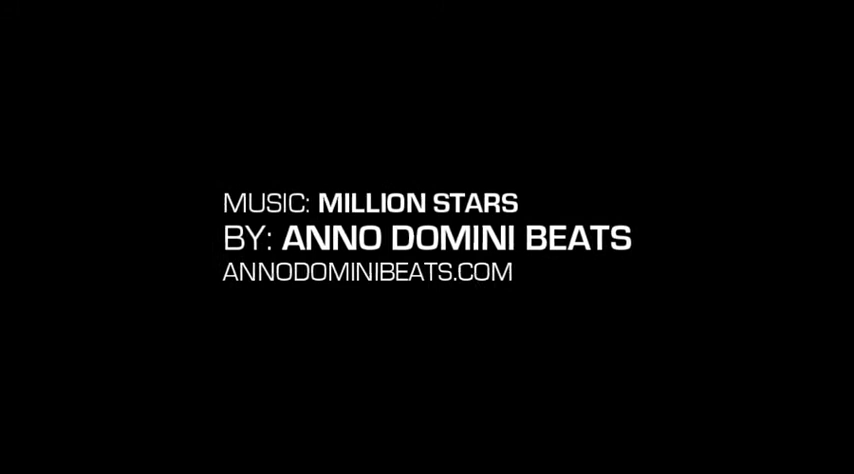 MUSIC: MILLION STARS
BY: ANNO DOMINI BEATS
ANNODOMINIBEATS.COM